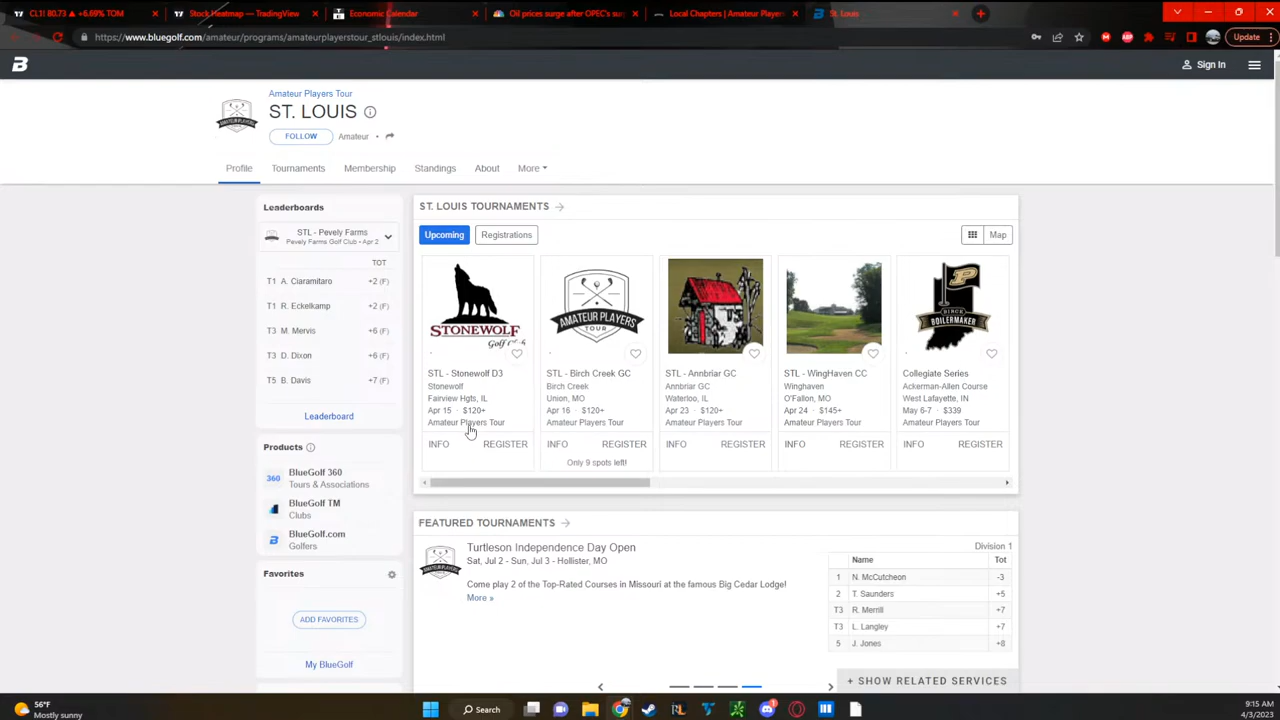 CL1! 80.73 ▲ +6.69% TOM
Stock Heatmap — TradingView
Economic Calendar
Oil prices surge after OPEC's su
Local Chapters | Amateur Player
St. Louis
https://www.bluegolf.com/amateur/programs/amateurplayerstour_stlouis/index.html
Update
B
Sign In
Amateur Players Tour
ST. LOUIS
FOLLOW
Amateur
AMATEUR PLAYERS
Profile
Tournaments
Membership
Standings
About
More
Leaderboards
STL - Pevely Farms
Pevely Farms Golf Club • Apr 2
TOT
T1 A. Ciaramitaro +2 (F)
T1 R. Eckelkamp +2 (F)
T3 M. Mervis +6 (F)
T3 D. Dixon +6 (F)
T5 B. Davis +7 (F)
Leaderboard
Products
360
BlueGolf 360
Tours & Associations
BlueGolf TM
Clubs
B
BlueGolf.com
Golfers
Favorites
ADD FAVORITES
My BlueGolf
ST. LOUIS TOURNAMENTS
Upcoming
Registrations
Map
STONEWOLF
STL - Stonewolf D3
Stonewolf
Fairview Hgts, IL
Apr 15 · $120+
Amateur Players Tour
INFO REGISTER
AMATEUR PLAYERS
TOUR
STL - Birch Creek GC
Birch Creek
Union, MO
Apr 16 · $120+
Amateur Players Tour
INFO REGISTER
Only 9 spots left!
STL - Annbriar GC
Annbriar GC
Waterloo, IL
Apr 23 · $120+
Amateur Players Tour
INFO REGISTER
STL - WingHaven CC
Winghaven
O'Fallon, MO
Apr 24 · $145+
Amateur Players Tour
INFO REGISTER
P
BIRCK
BOILERMAKER
Collegiate Series
Ackerman-Allen Course
West Lafayette, IN
May 6-7 · $339
Amateur Players Tour
INFO REGISTER
FEATURED TOURNAMENTS
Turtleson Independence Day Open
Sat, Jul 2 - Sun, Jul 3 - Hollister, MO
Come play 2 of the Top-Rated Courses in Missouri at the famous Big Cedar Lodge!
More »
Division 1
Name Tot
1 N. McCutcheon -3
2 T. Saunders +5
T3 R. Merrill +7
T3 L. Langley +7
5 J. Jones +8
+ SHOW RELATED SERVICES
56°F
Mostly sunny
Search
9:15 AM
4/3/2023